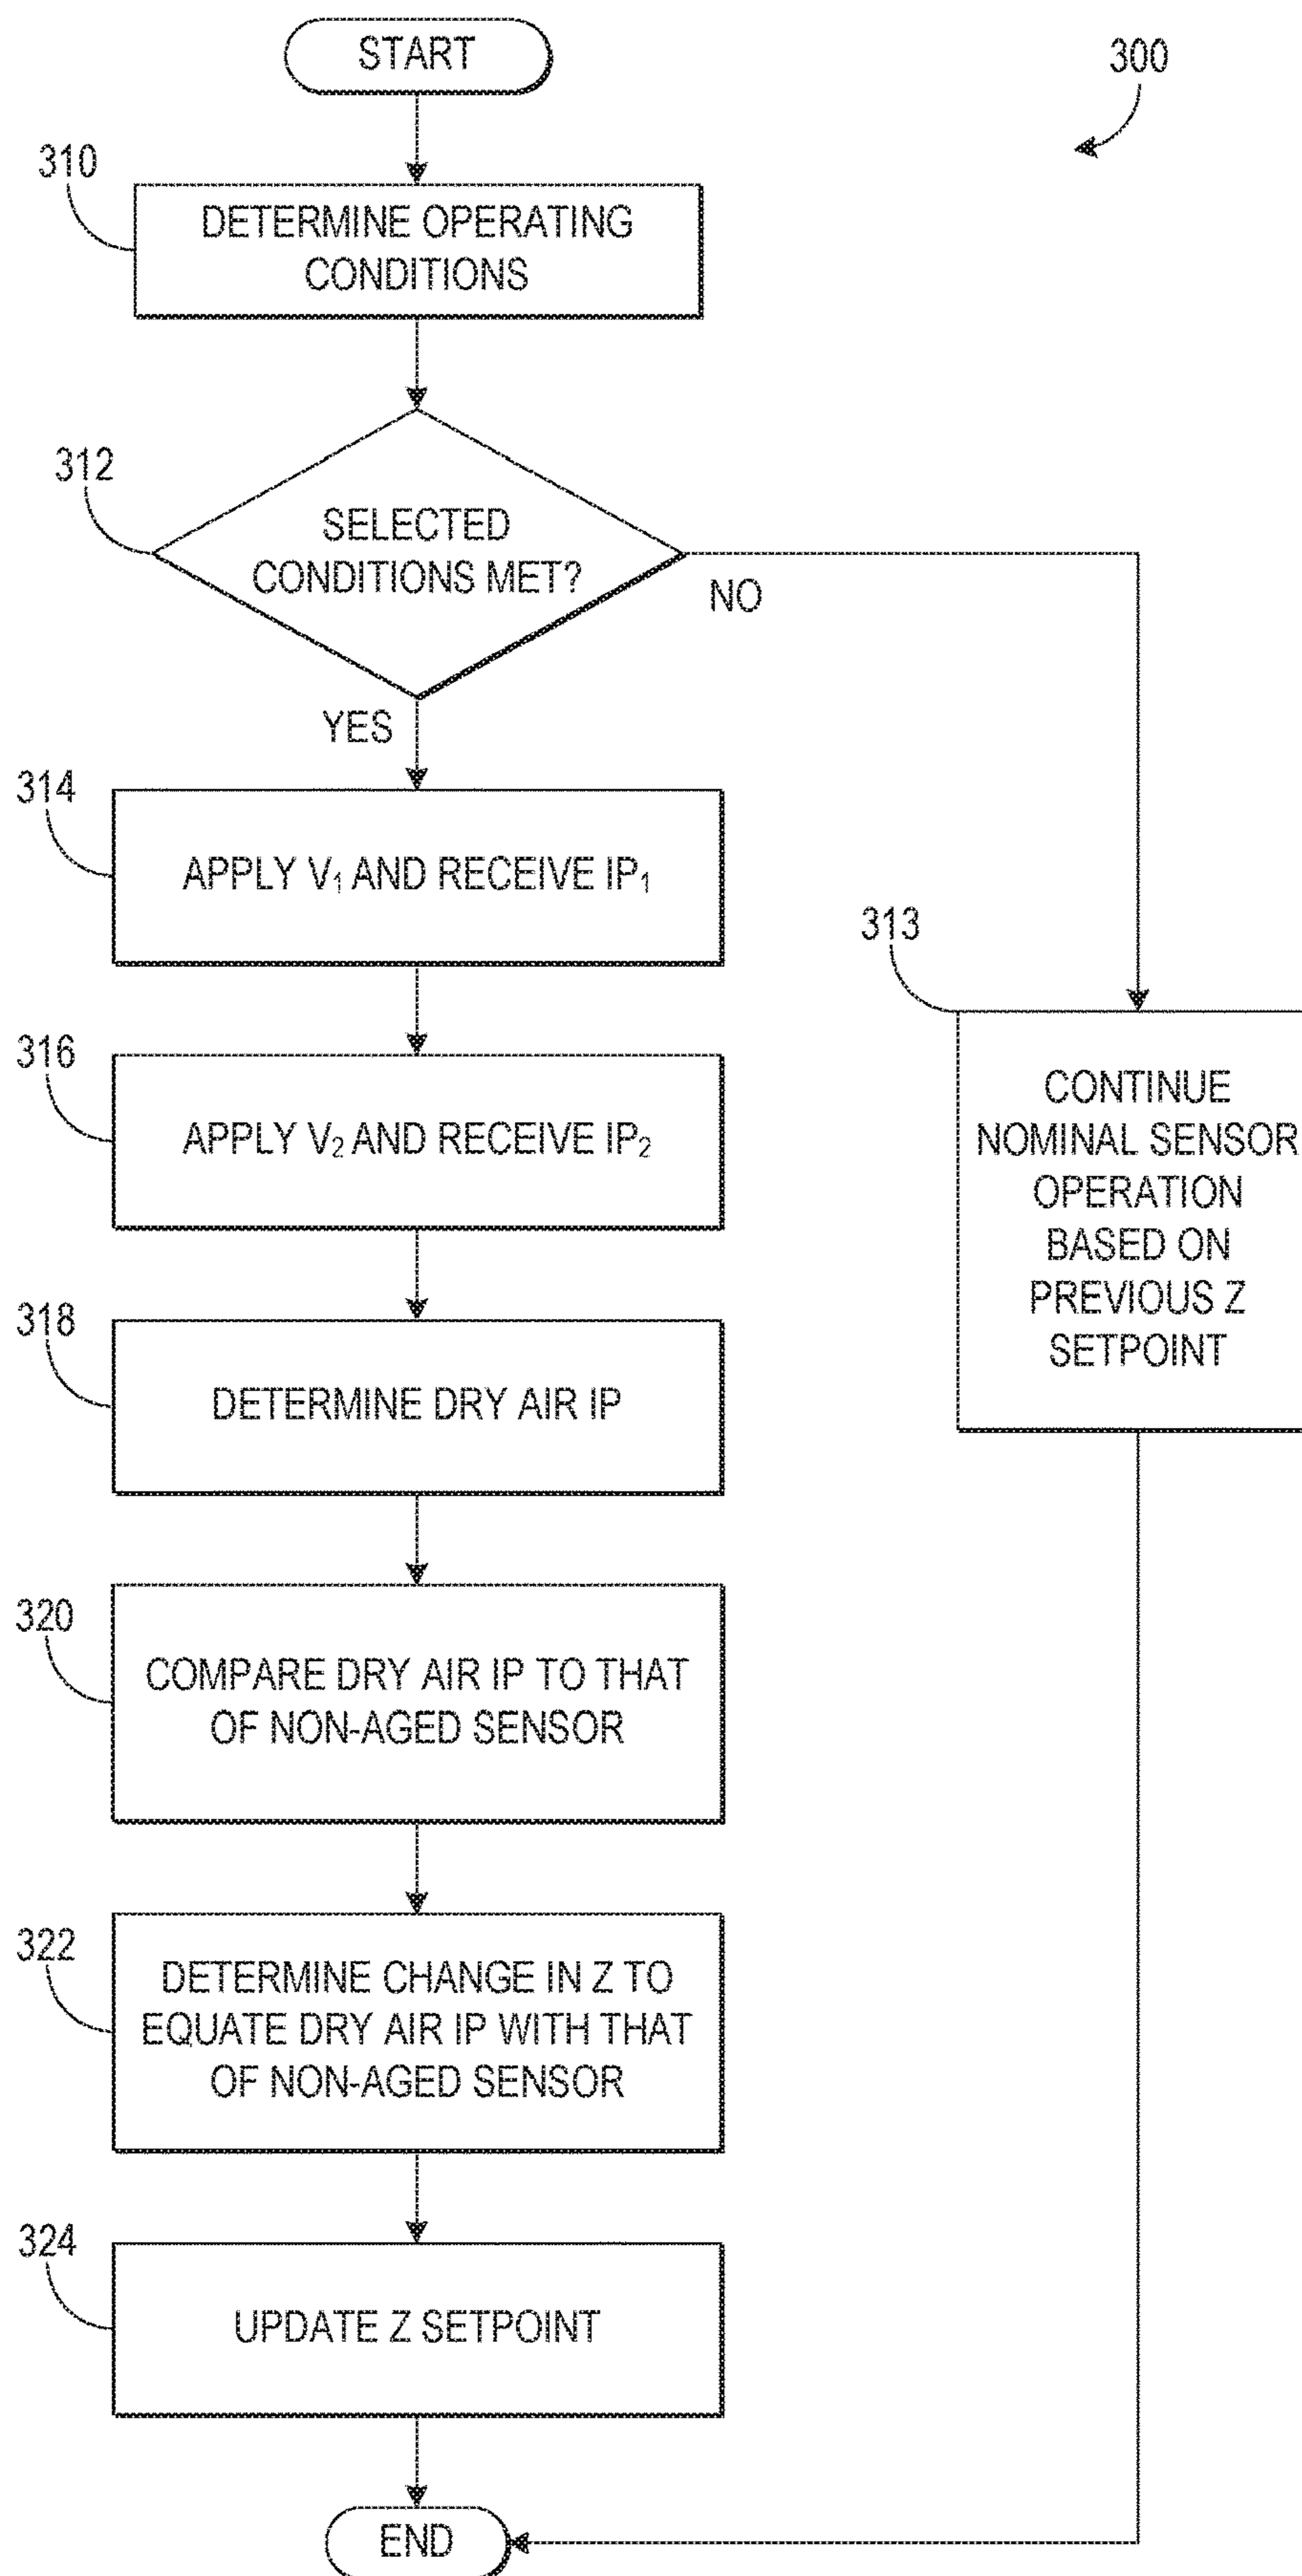 START
300
310
DETERMINE OPERATING
CONDITIONS
312
SELECTED
CONDITIONS MET?
NO
YES
314
APPLY V₁ AND RECEIVE IP₁
313
CONTINUE
NOMINAL SENSOR
OPERATION
BASED ON
PREVIOUS Z
SETPOINT
316
APPLY V₂ AND RECEIVE IP₂
318
DETERMINE DRY AIR IP
320
COMPARE DRY AIR IP TO THAT
OF NON-AGED SENSOR
322
DETERMINE CHANGE IN Z TO
EQUATE DRY AIR IP WITH THAT
OF NON-AGED SENSOR
324
UPDATE Z SETPOINT
END